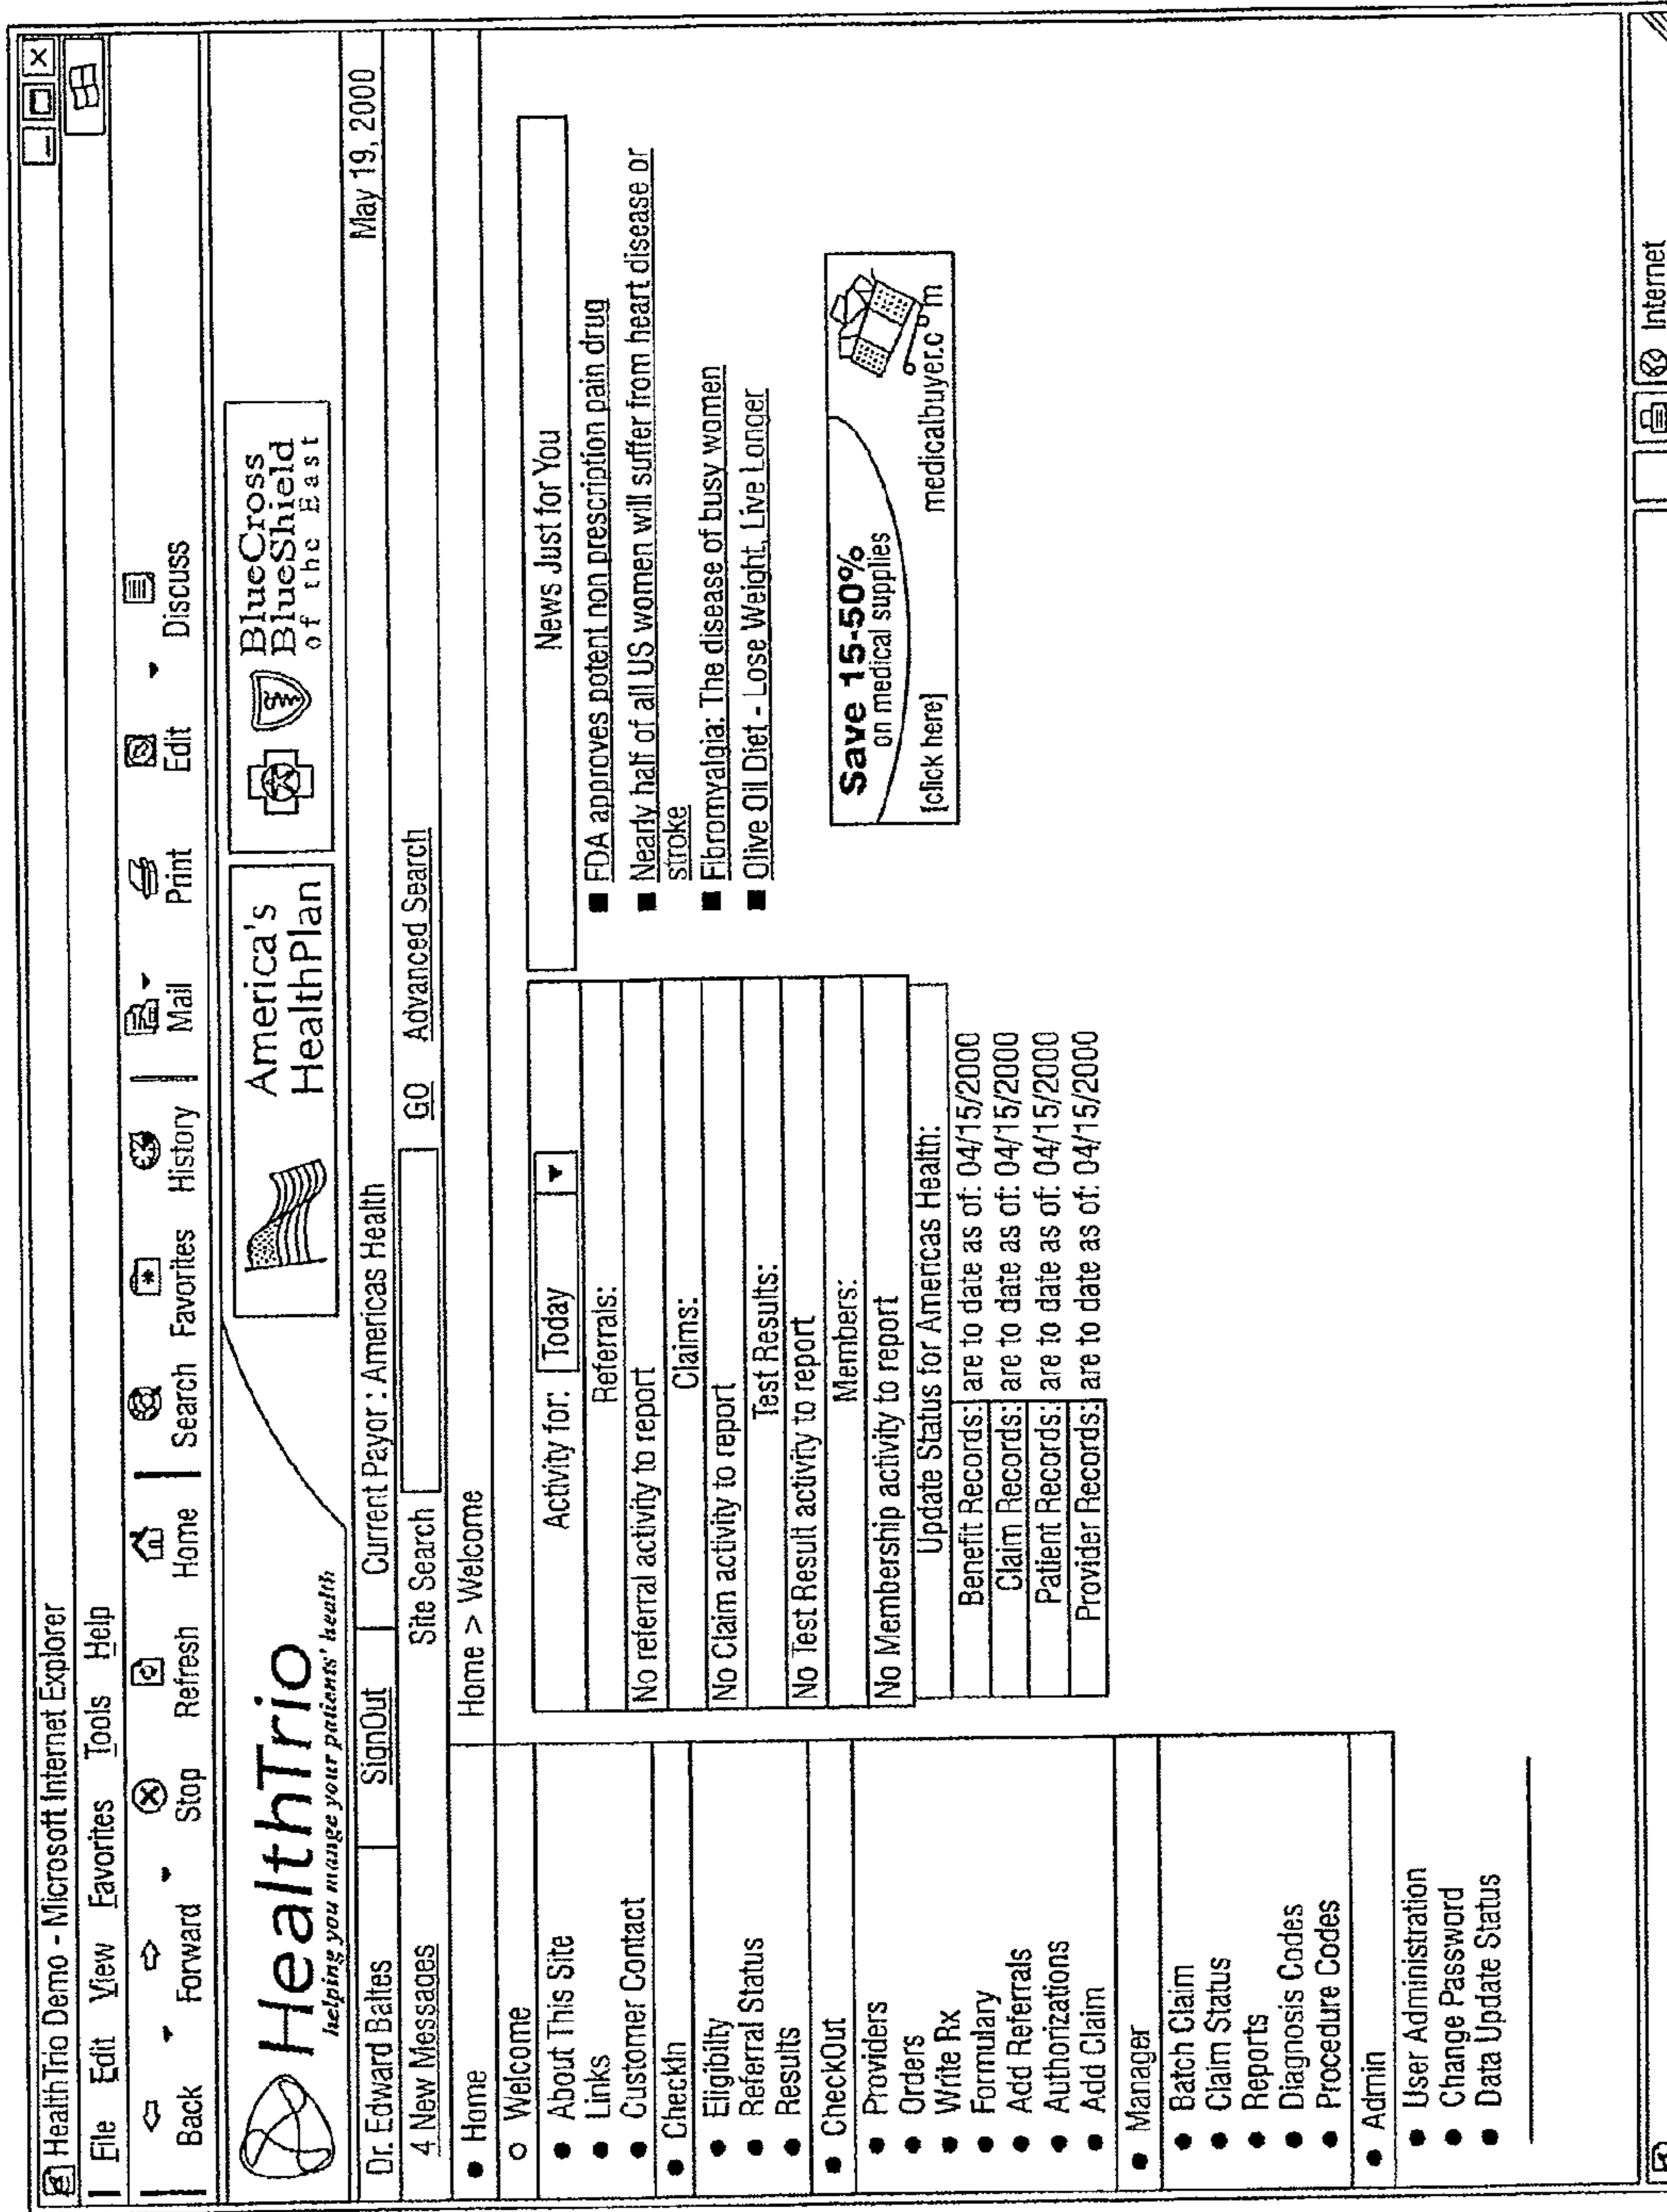 HealthTrio Demo - Microsoft Internet Explorer
File Edit View Favorites Tools Help
Back Forward Stop Refresh Home Search Favorites History Mail Print Edit Discuss
HealthTrio
helping you mange your patients' health
America's
HealthPlan
BlueCross
BlueShield
of the East
Dr. Edward Baltes SignOut Current Payor : Americas Health May 19, 2000
4 New Messages Site Search GO Advanced Search
Home
Home > Welcome
Welcome
About This Site
Links
Customer Contact
CheckIn
Eligibilty
Referral Status
Results
CheckOut
Providers
Orders
Write Rx
Formulary
Add Referrals
Authorizations
Add Claim
Manager
Batch Claim
Claim Status
Reports
Diagnosis Codes
Procedure Codes
Admin
User Administration
Change Password
Data Update Status
Activity for: Today
Referrals:
No referral activity to report
Claims:
No Claim activity to report
Test Results:
No Test Result activity to report
Members:
No Membership activity to report
Update Status for Americas Health:
Benefit Records: are to date as of: 04/15/2000
Claim Records: are to date as of: 04/15/2000
Patient Records: are to date as of: 04/15/2000
Provider Records: are to date as of: 04/15/2000
News Just for You
FDA approves potent non prescription pain drug
Nearly half of all US women will suffer from heart disease or
stroke
Fibromyalgia: The disease of busy women
Olive Oil Diet - Lose Weight, Live Longer
Save 15-50%
on medical supplies
[click here] medicalbuyer.c m
Internet